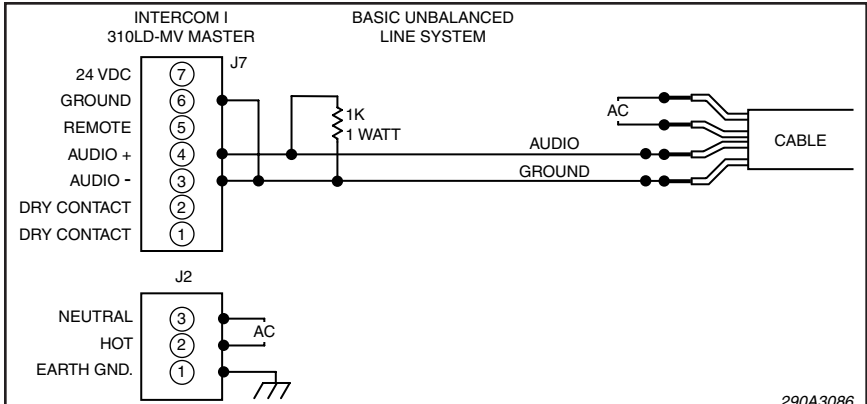 INTERCOM I
310LD-MV MASTER
BASIC UNBALANCED
LINE SYSTEM
J7
24 VDC 7
GROUND 6
REMOTE 5
AUDIO + 4
AUDIO - 3
DRY CONTACT 2
DRY CONTACT 1
1K
1 WATT
AUDIO
GROUND
AC
CABLE
J2
NEUTRAL 3
HOT 2
EARTH GND. 1
AC
290A3086